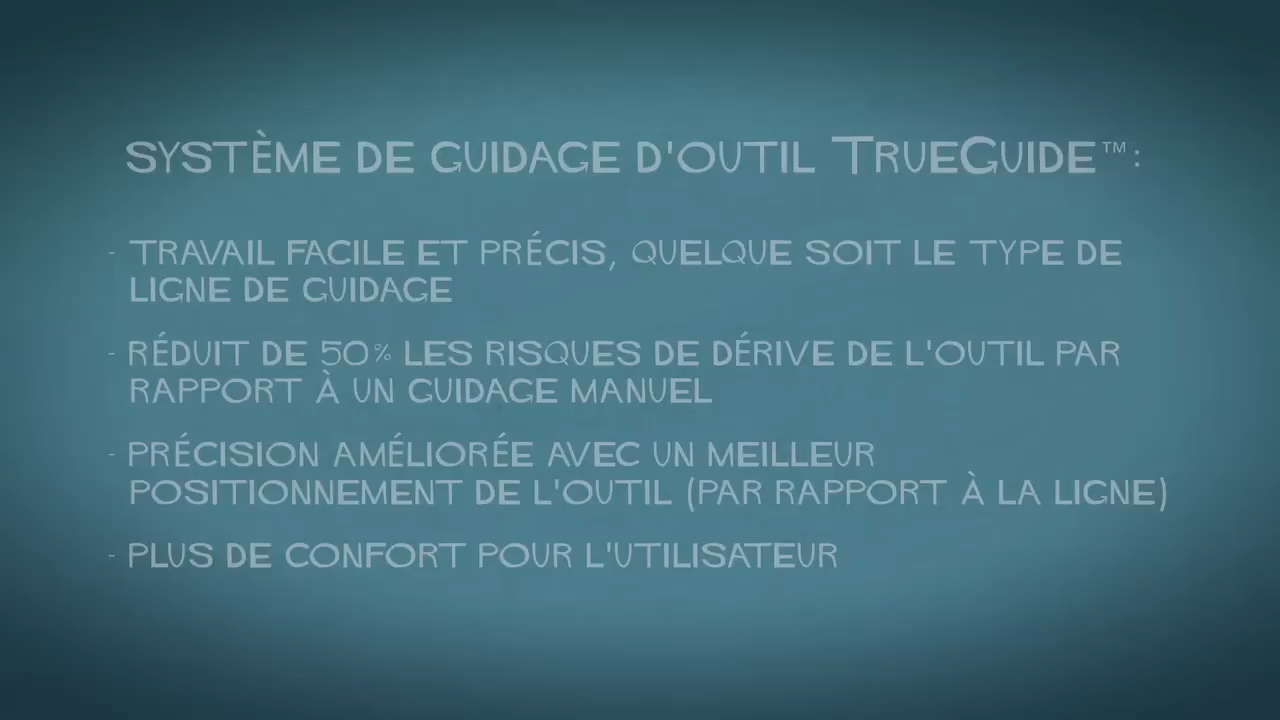 SYSTÈME DE GUIDAGE D'OUTIL TRUEGUIDE™:
- TRAVAIL FACILE ET PRÉCIS, QUELQUE SOIT LE TYPE DE
LIGNE DE GUIDAGE
- RÉDUIT DE 50% LES RISQUES DE DÉRIVE DE L'OUTIL PAR
RAPPORT À UN GUIDAGE MANUEL
- PRÉCISION AMÉLIORÉE AVEC UN MEILLEUR
POSITIONNEMENT DE L'OUTIL (PAR RAPPORT À LA LIGNE)
- PLUS DE CONFORT POUR L'UTILISATEUR